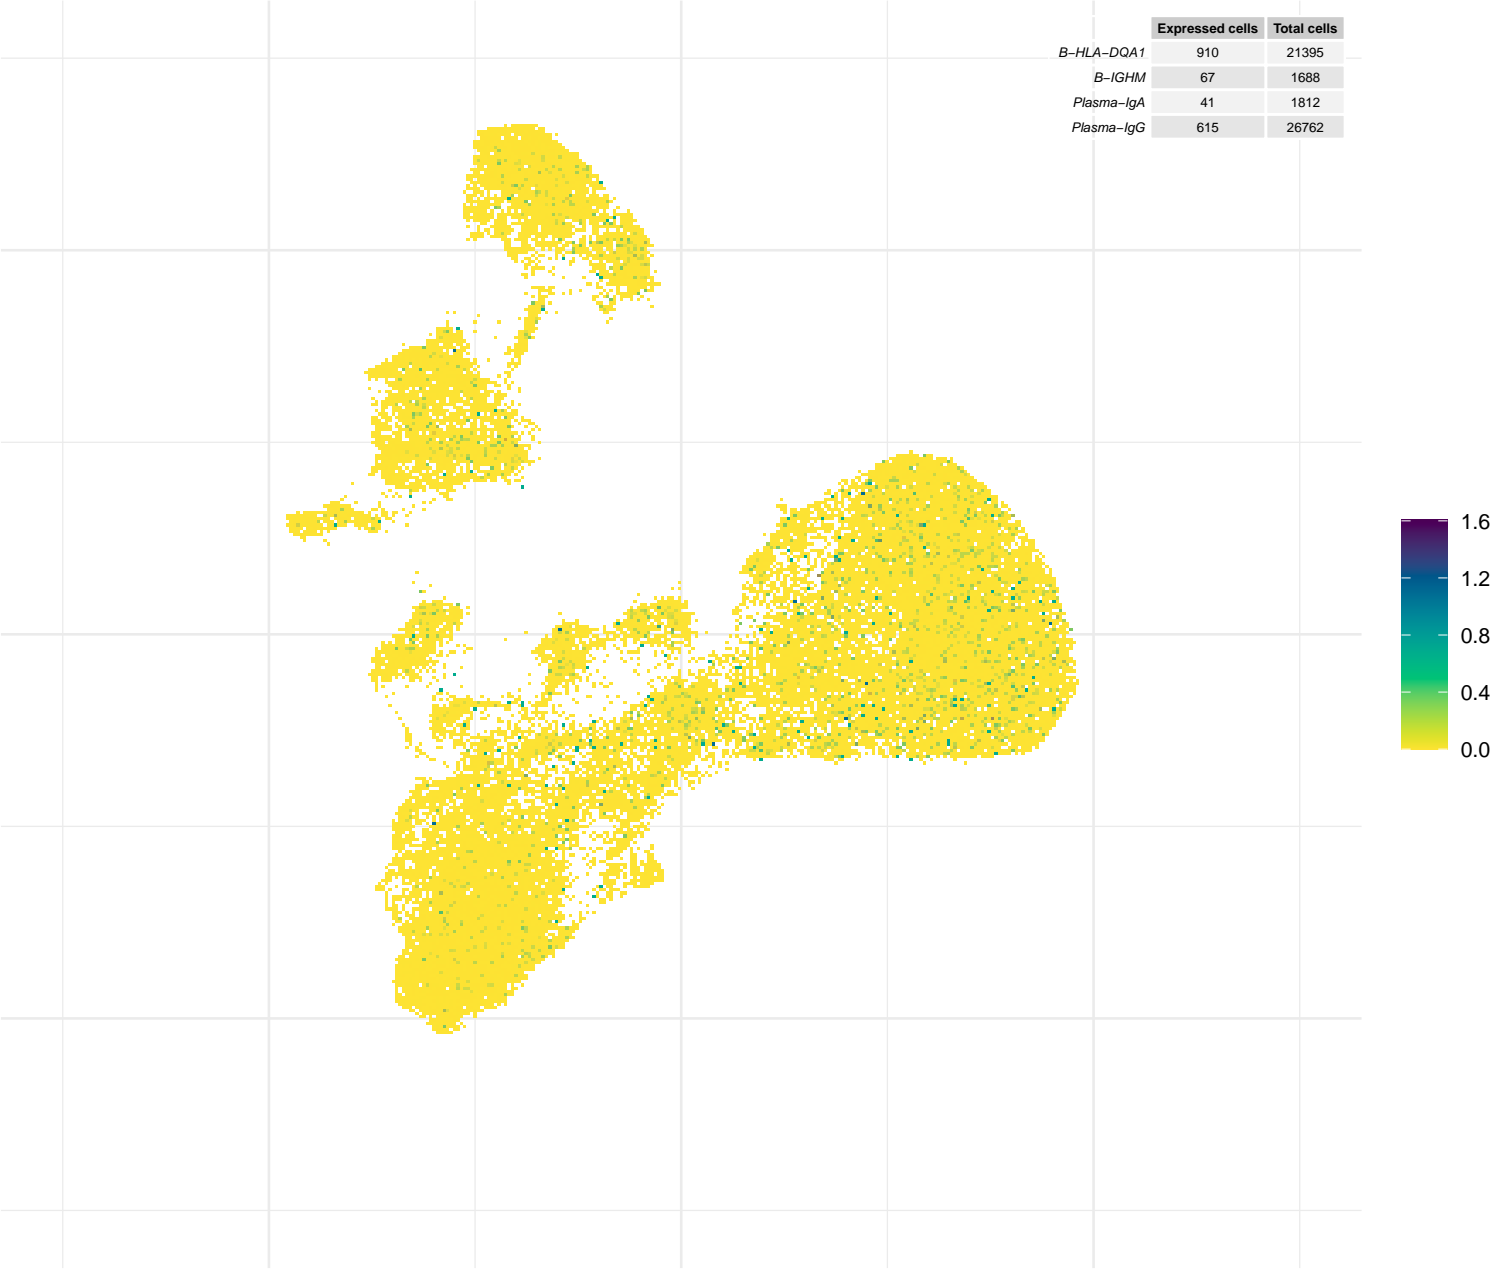 Expressed cells Total cells
B−HLA−DQA1 910 21395
B−IGHM 67 1688
Plasma−IgA 41 1812
Plasma−IgG 615 26762
1.6
1.2
0.8
0.4
0.0